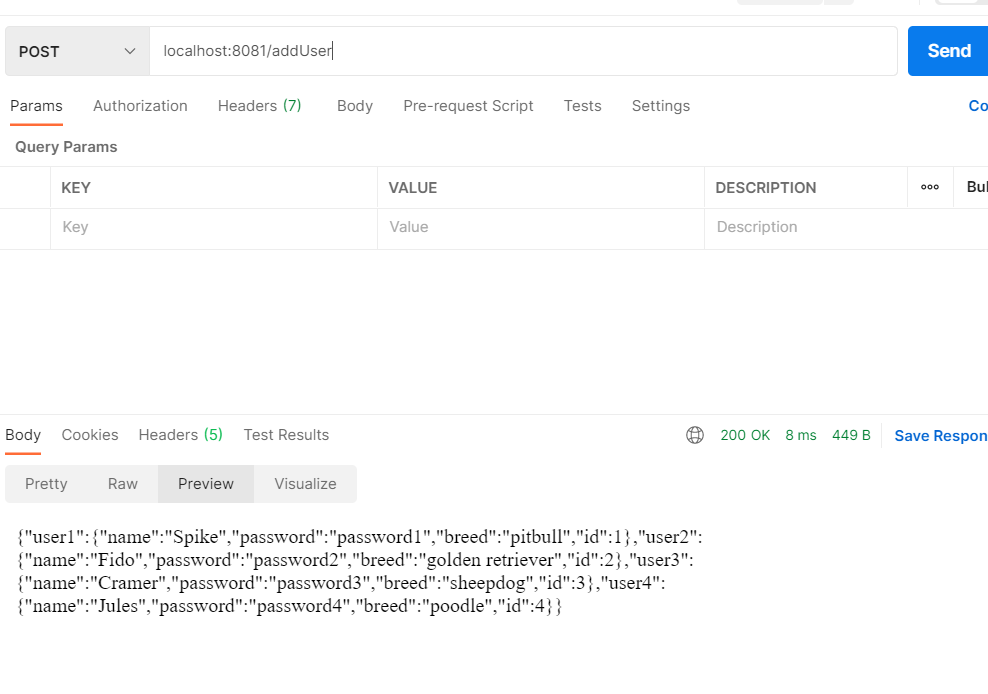 POST localhost:8081/addUser Send
Params Authorization Headers (7) Body Pre-request Script Tests Settings Co
Query Params
KEY VALUE DESCRIPTION ooo Bul
Key Value Description
Body Cookies Headers (5) Test Results 200 OK 8 ms 449 B Save Respon
Pretty Raw Preview Visualize
{"user1":{"name":"Spike","password":"password1","breed":"pitbull","id":1},"user2":
{"name":"Fido","password":"password2","breed":"golden retriever","id":2},"user3":
{"name":"Cramer","password":"password3","breed":"sheepdog","id":3},"user4":
{"name":"Jules","password":"password4","breed":"poodle","id":4}}